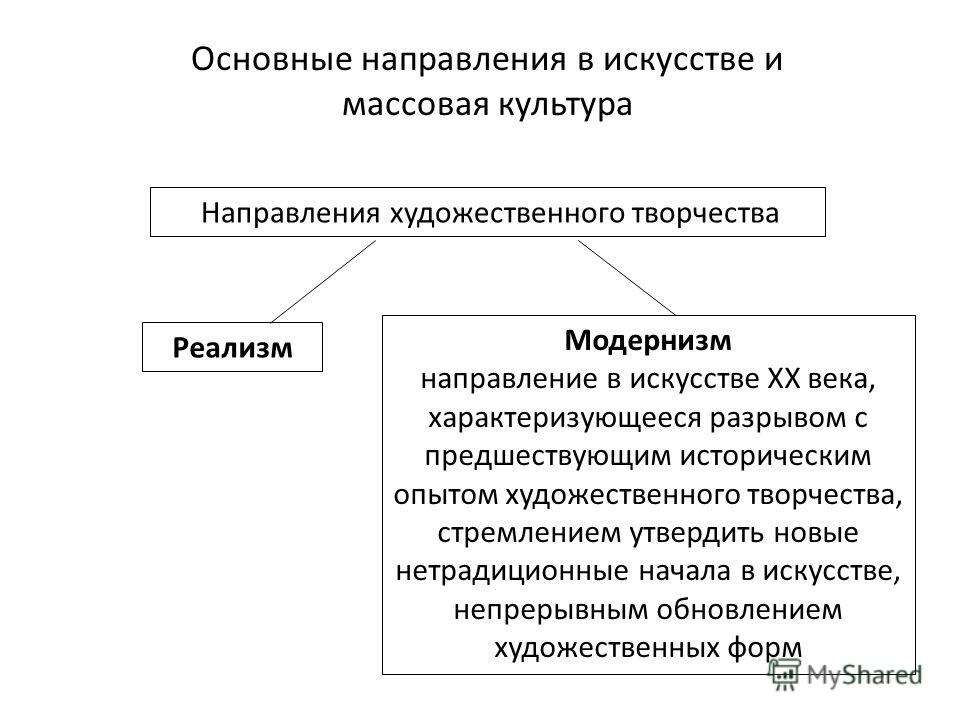 Основные направления в искусстве и
массовая культура
Направления художественного творчества
Реализм
Модернизм
направление в искусстве XX века,
характеризующееся разрывом с
предшествующим историческим
опытом художественного творчества,
стремлением утвердить новые
нетрадиционные начала в искусстве,
непрерывным обновлением
художественных форм
MyShared